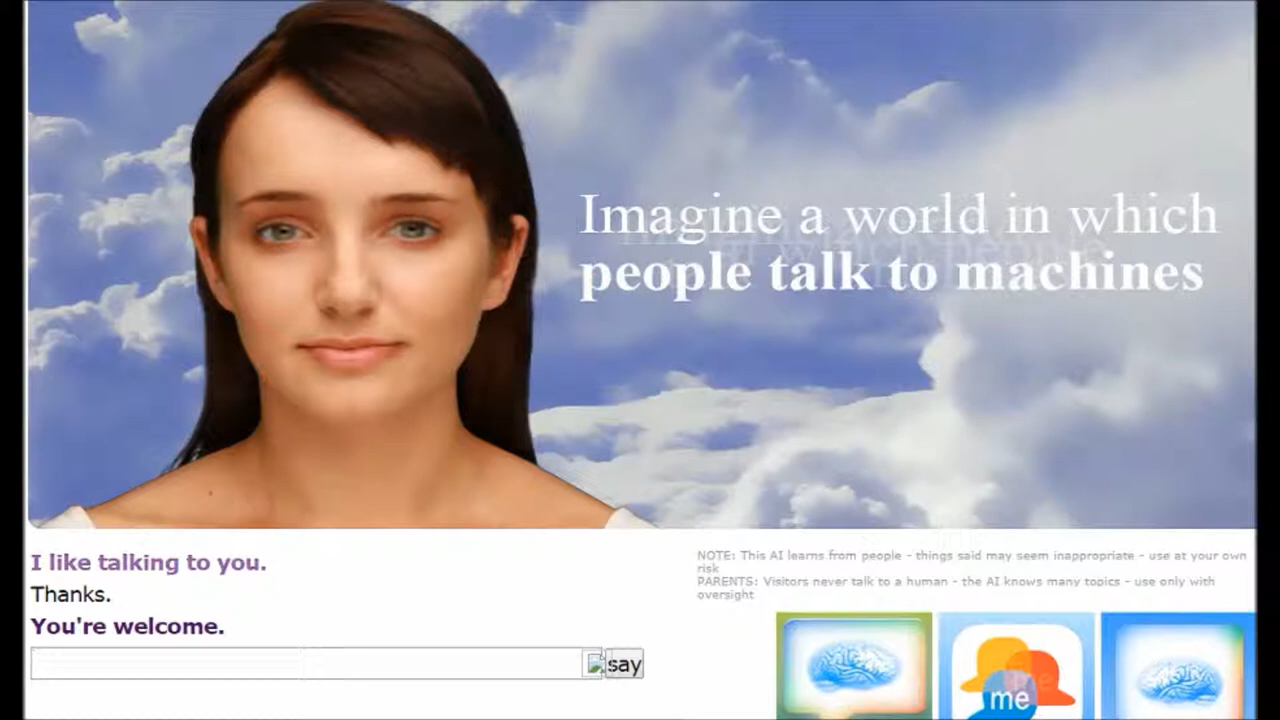 Imagine a world in which
people talk to machines
I like talking to you.
Thanks.
You're welcome.
say
NOTE: This AI learns from people - things said may seem inappropriate - use at your own
risk
PARENTS: Visitors never talk to a human - the AI knows many topics - use only with
oversight
me